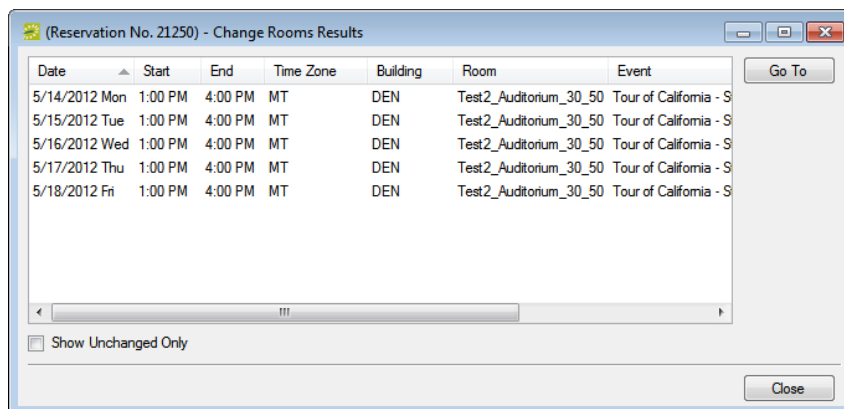 (Reservation No. 21250) - Change Rooms Results
Date Start End Time Zone Building Room Event Go To
5/14/2012 Mon 1:00 PM 4:00 PM MT DEN Test2_Auditorium_30_50 Tour of California - S
5/15/2012 Tue 1:00 PM 4:00 PM MT DEN Test2_Auditorium_30_50 Tour of California - S
5/16/2012 Wed 1:00 PM 4:00 PM MT DEN Test2_Auditorium_30_50 Tour of California - S
5/17/2012 Thu 1:00 PM 4:00 PM MT DEN Test2_Auditorium_30_50 Tour of California - S
5/18/2012 Fri 1:00 PM 4:00 PM MT DEN Test2_Auditorium_30_50 Tour of California - S
Show Unchanged Only
Close